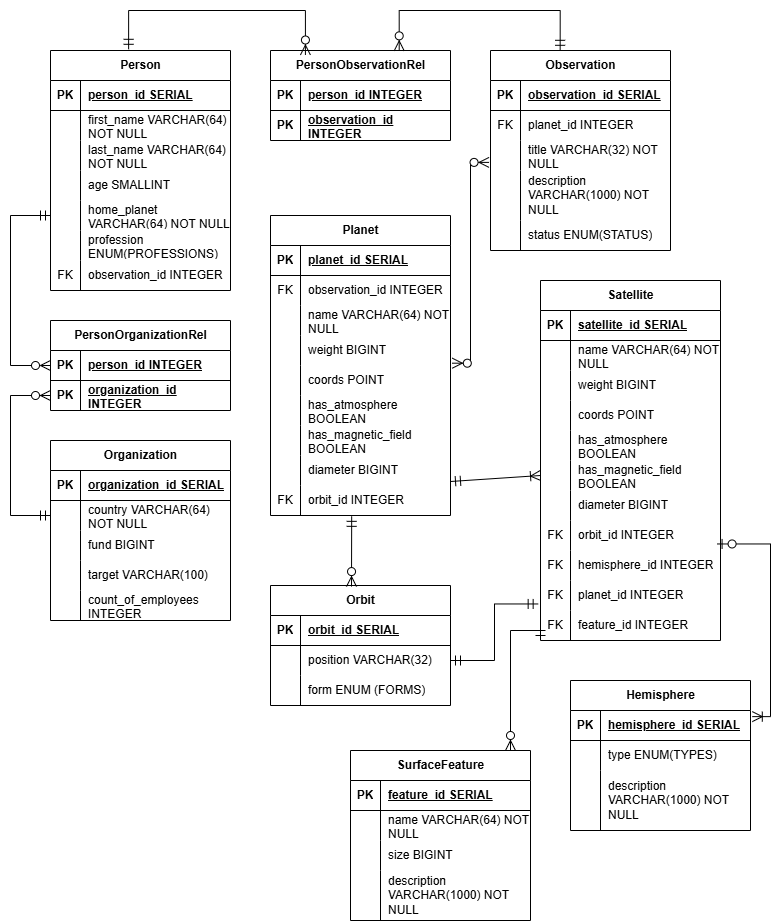 Person
PK person_id SERIAL
first_name VARCHAR(64)
NOT NULL
last_name VARCHAR(64)
NOT NULL
age SMALLINT
home_planet
VARCHAR(64) NOT NULL
profession
ENUM(PROFESSIONS)
FK observation_id INTEGER
PersonObservationRel
PK person_id INTEGER
PK observation_id
INTEGER
Observation
PK observation_id SERIAL
FK planet_id INTEGER
title VARCHAR(32) NOT
NULL
description
VARCHAR(1000) NOT
NULL
status ENUM(STATUS)
Planet
PK planet_id SERIAL
FK observation_id INTEGER
name VARCHAR(64) NOT
NULL
weight BIGINT
coords POINT
has_atmosphere
BOOLEAN
has_magnetic_field
BOOLEAN
diameter BIGINT
FK orbit_id INTEGER
Satellite
PK satellite_id SERIAL
name VARCHAR(64) NOT
NULL
weight BIGINT
coords POINT
has_atmosphere
BOOLEAN
has_magnetic_field
BOOLEAN
diameter BIGINT
FK orbit_id INTEGER
FK hemisphere_id INTEGER
FK planet_id INTEGER
FK feature_id INTEGER
PersonOrganizationRel
PK person_id INTEGER
PK organization_id
INTEGER
Organization
PK organization_id SERIAL
country VARCHAR(64)
NOT NULL
fund BIGINT
target VARCHAR(100)
count_of_employees
INTEGER
Orbit
PK orbit_id SERIAL
position VARCHAR(32)
form ENUM (FORMS)
Hemisphere
PK hemisphere_id SERIAL
type ENUM(TYPES)
description
VARCHAR(1000) NOT
NULL
SurfaceFeature
PK feature_id SERIAL
name VARCHAR(64) NOT
NULL
size BIGINT
description
VARCHAR(1000) NOT
NULL